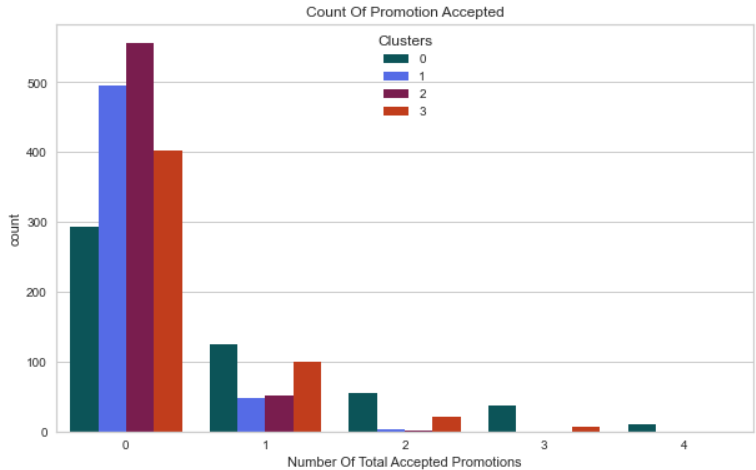 Count Of Promotion Accepted
Clusters
0
1
2
3
500
400
300
200
100
0
count
0 1 2 3 4
Number Of Total Accepted Promotions